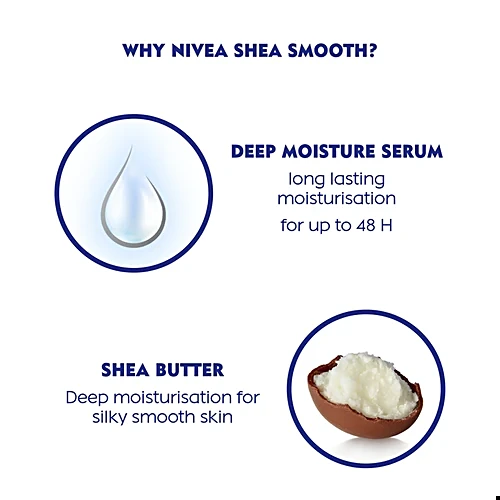 WHY NIVEA SHEA SMOOTH?
DEEP MOISTURE SERUM
long lasting
moisturisation
for up to 48 H
SHEA BUTTER
Deep moisturisation for
silky smooth skin